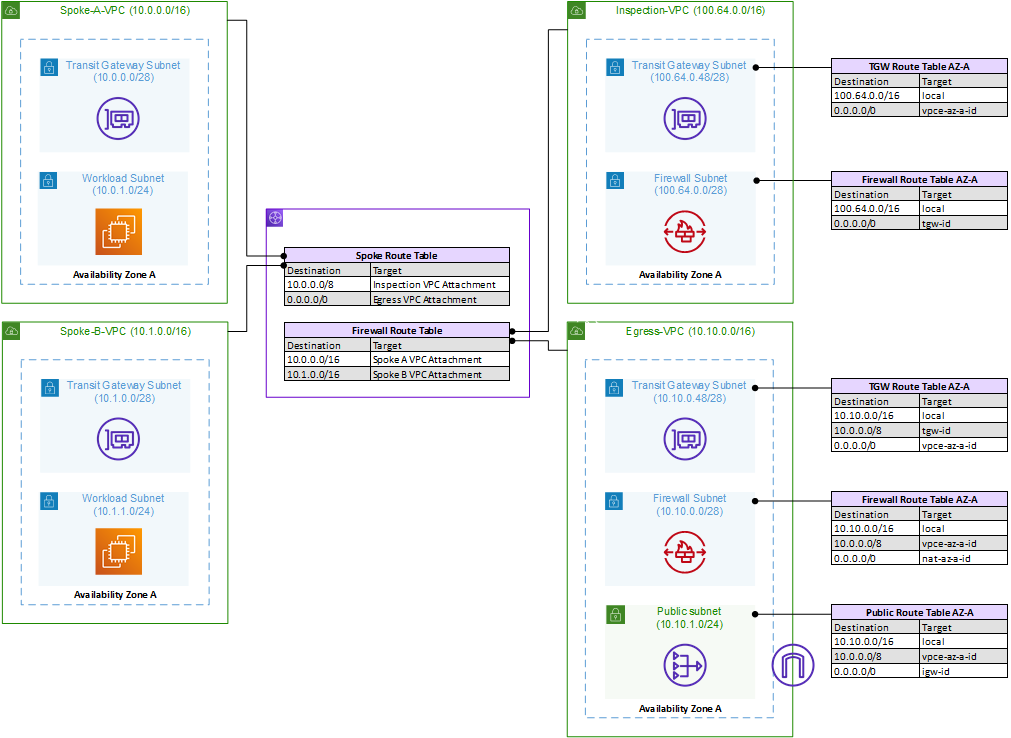 Spoke-A-VPC (10.0.0.0/16)
Transit Gateway Subnet
(10.0.0.0/28)
Workload Subnet
(10.0.1.0/24)
Availability Zone A
Spoke-B-VPC (10.1.0.0/16)
Transit Gateway Subnet
(10.1.0.0/28)
Workload Subnet
(10.1.1.0/24)
Availability Zone A
Spoke Route Table
Destination Target
10.0.0.0/8 Inspection VPC Attachment
0.0.0.0/0 Egress VPC Attachment
Firewall Route Table
Destination Target
10.0.0.0/16 Spoke A VPC Attachment
10.1.0.0/16 Spoke B VPC Attachment
Inspection-VPC (100.64.0.0/16)
Transit Gateway Subnet
(100.64.0.48/28)
Firewall Subnet
(100.64.0.0/28)
Availability Zone A
TGW Route Table AZ-A
Destination Target
100.64.0.0/16 local
0.0.0.0/0 vpce-az-a-id
Firewall Route Table AZ-A
Destination Target
100.64.0.0/16 local
0.0.0.0/0 tgw-id
Egress-VPC (10.10.0.0/16)
Transit Gateway Subnet
(10.10.0.48/28)
Firewall Subnet
(10.10.0.0/28)
Public subnet
(10.10.1.0/24)
Availability Zone A
TGW Route Table AZ-A
Destination Target
10.10.0.0/16 local
10.0.0.0/8 tgw-id
0.0.0.0/0 vpce-az-a-id
Firewall Route Table AZ-A
Destination Target
10.10.0.0/16 local
10.0.0.0/8 vpce-az-a-id
0.0.0.0/0 nat-az-a-id
Public Route Table AZ-A
Destination Target
10.10.0.0/16 local
10.0.0.0/8 vpce-az-a-id
0.0.0.0/0 igw-id